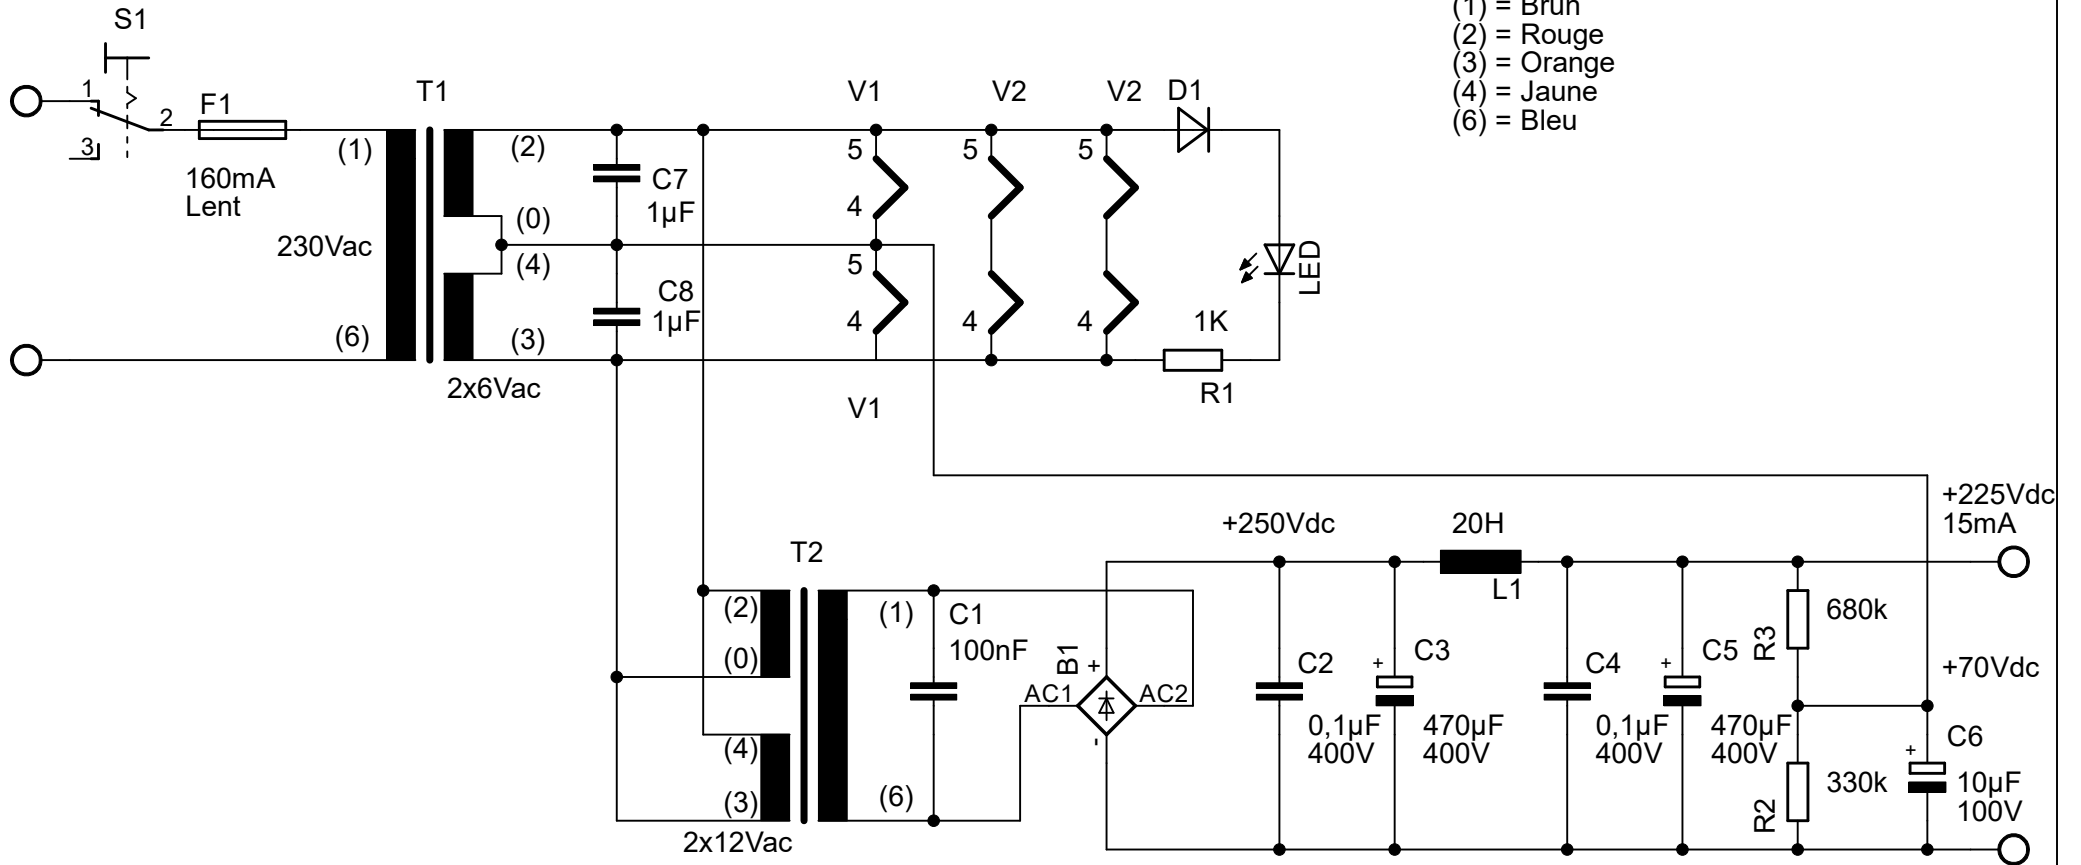 S1
(1) = Brun
(2) = Rouge
(3) = Orange
(4) = Jaune
(6) = Bleu
1
2
3
F1
160mA
Lent
T1
(1)
(6)
230Vac
(2)
(0)
(4)
(3)
2x6Vac
C7
1µF
C8
1µF
V1
V2
V2
D1
5
5
5
4
5
4
4
4
V1
LED
1K
R1
T2
(2)
(0)
(4)
(3)
2x12Vac
(1)
(6)
C1
100nF
B1
+
-
AC1
AC2
+250Vdc
20H
L1
C2
0,1µF
400V
+
C3
470µF
400V
C4
0,1µF
400V
+
C5
470µF
400V
R3
680k
R2
330k
+225Vdc
15mA
+70Vdc
+
C6
10µF
100V